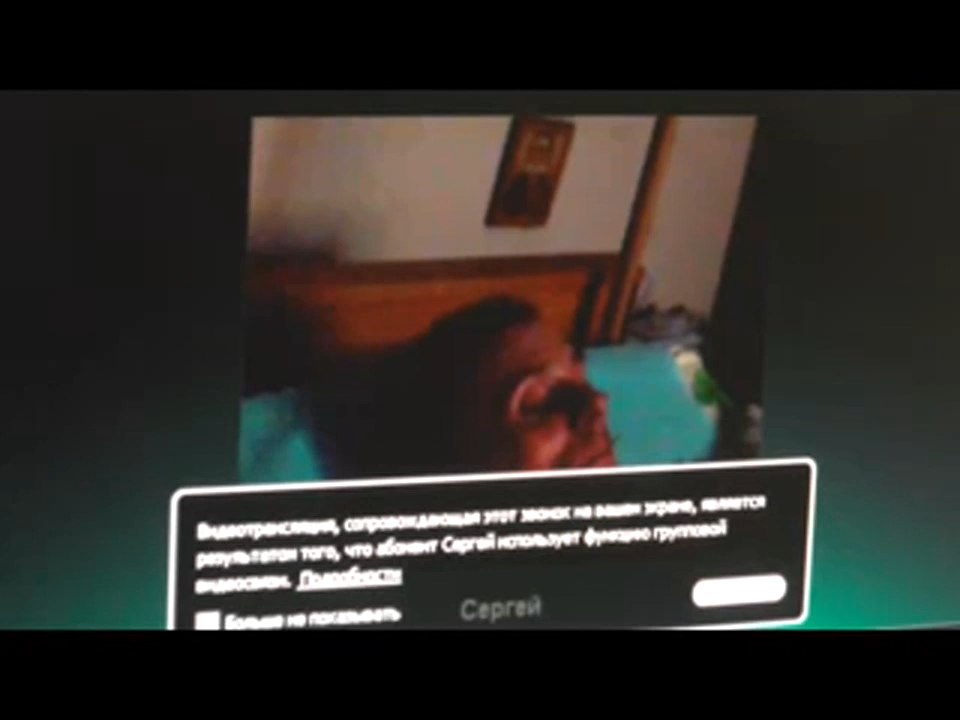 Видеотрансляция, сопровождающая этот звонок на вашем экране, является
результатом того, что абонент Сергей использует функцию групповой
видеосвязи. Подробности
Больше не показывать
Сергей